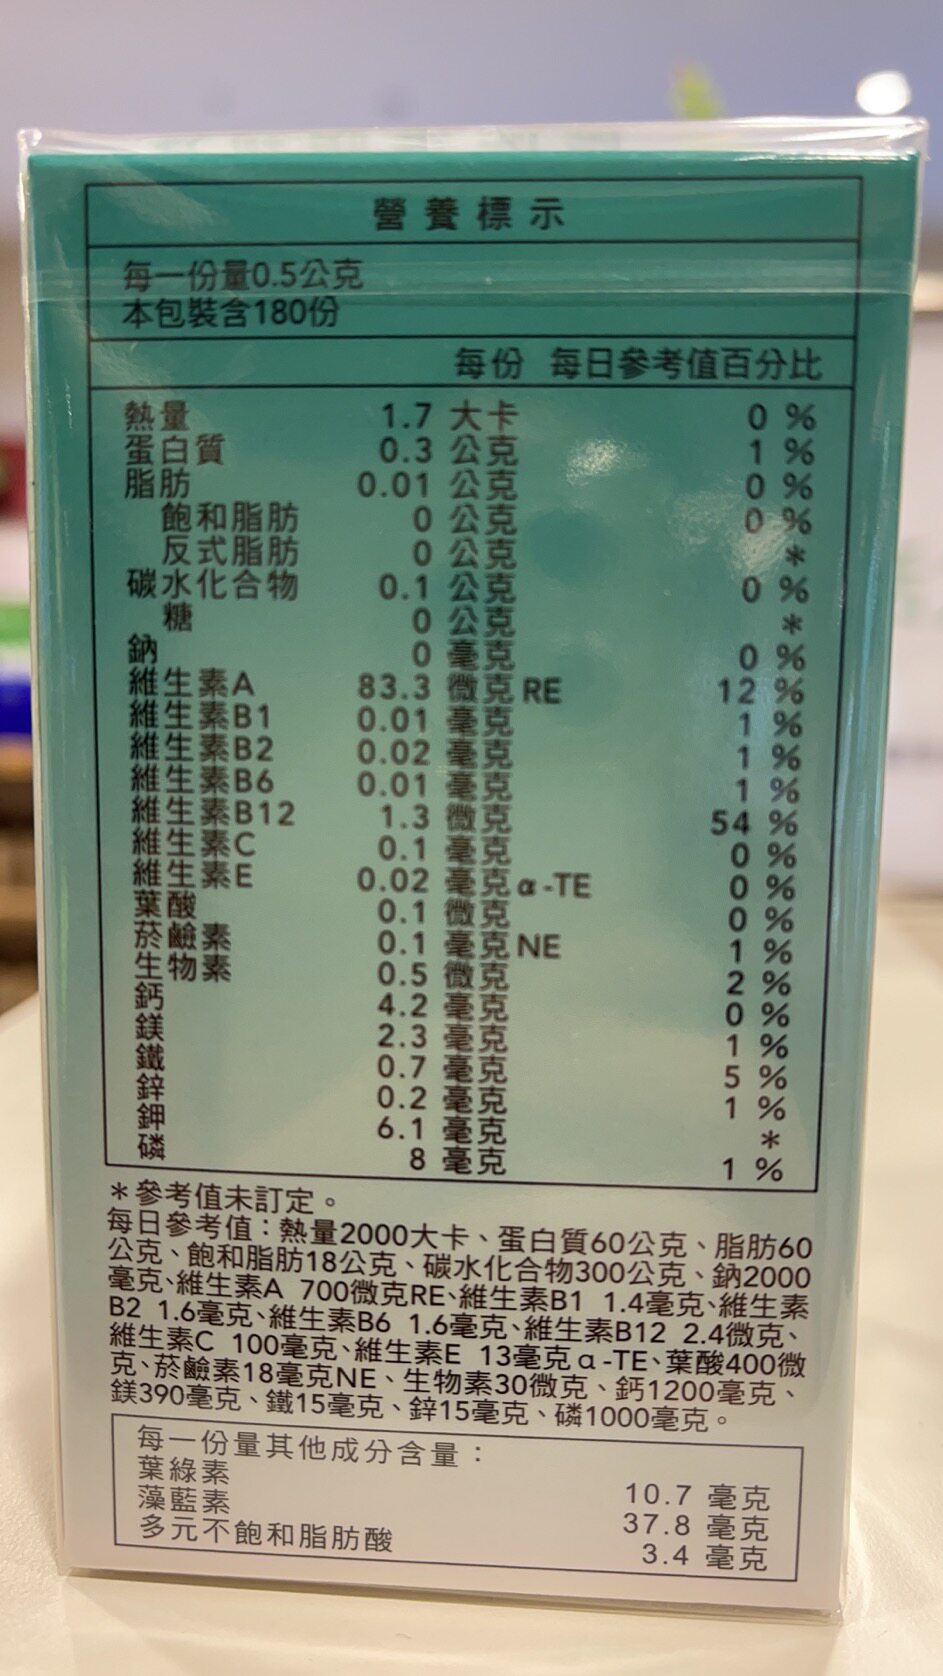 營養標示
每一份量0.5公克
本包裝含180份
每份 每日參考值百分比
熱量 1.7 大卡 0 %
蛋白質 0.3 公克 1 %
脂肪 0.01 公克 0 %
飽和脂肪 0 公克 0 %
反式脂肪 0 公克 *
碳水化合物 0.1 公克 0 %
糖 0 公克 *
鈉 0 毫克 0 %
維生素A 83.3 微克 RE 12 %
維生素B1 0.01 毫克 1 %
維生素B2 0.02 毫克 1 %
維生素B6 0.01 毫克 1 %
維生素B12 1.3 微克 54 %
維生素C 0.1 毫克 0 %
維生素E 0.02 毫克 α-TE 0 %
葉酸 0.1 微克 0 %
菸鹼素 0.1 毫克 NE 1 %
生物素 0.5 微克 2 %
鈣 4.2 毫克 0 %
鎂 2.3 毫克 1 %
鐵 0.7 毫克 5 %
鋅 0.2 毫克 1 %
鉀 6.1 毫克 *
磷 8 毫克 1 %
*參考值未訂定。
每日參考值：熱量2000大卡、蛋白質60公克、脂肪60
公克、飽和脂肪18公克、碳水化合物300公克、鈉2000
毫克、維生素A 700微克RE、維生素B1 1.4毫克、維生素
B2 1.6毫克、維生素B6 1.6毫克、維生素B12 2.4微克、
維生素C 100毫克、維生素E 13毫克α-TE、葉酸400微
克、菸鹼素18毫克NE、生物素30微克、鈣1200毫克、
鎂390毫克、鐵15毫克、鋅15毫克、磷1000毫克。
每一份量其他成分含量：
葉綠素 10.7 毫克
藻藍素 37.8 毫克
多元不飽和脂肪酸 3.4 毫克